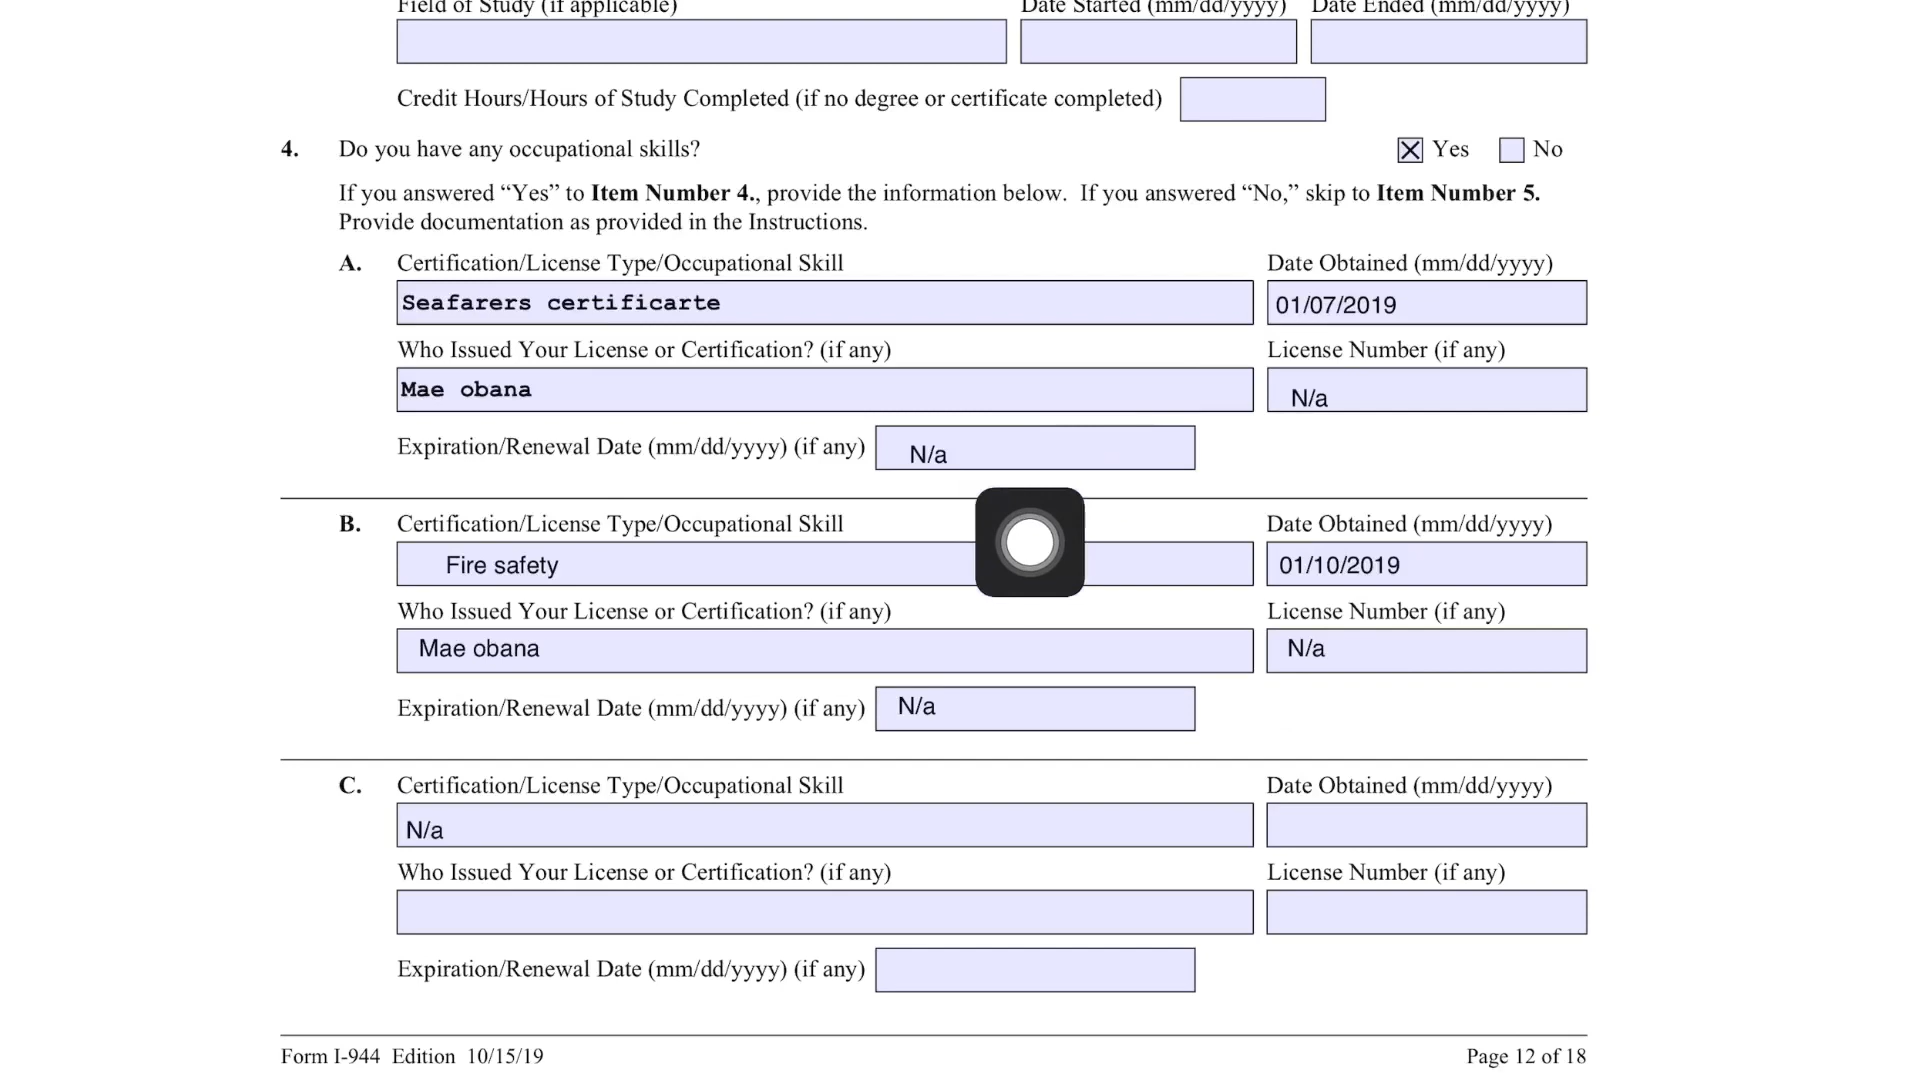 Field of Study (if applicable) Date Started (mm/dd/yyyy) Date Ended (mm/dd/yyyy)
Credit Hours/Hours of Study Completed (if no degree or certificate completed)
4. Do you have any occupational skills? Yes No
If you answered “Yes” to Item Number 4., provide the information below. If you answered “No,” skip to Item Number 5.
Provide documentation as provided in the Instructions.
A. Certification/License Type/Occupational Skill Date Obtained (mm/dd/yyyy)
Seafarers certificarte 01/07/2019
Who Issued Your License or Certification? (if any) License Number (if any)
Mae obana N/a
Expiration/Renewal Date (mm/dd/yyyy) (if any) N/a
B. Certification/License Type/Occupational Skill Date Obtained (mm/dd/yyyy)
Fire safety 01/10/2019
Who Issued Your License or Certification? (if any) License Number (if any)
Mae obana N/a
Expiration/Renewal Date (mm/dd/yyyy) (if any) N/a
C. Certification/License Type/Occupational Skill Date Obtained (mm/dd/yyyy)
N/a
Who Issued Your License or Certification? (if any) License Number (if any)
Expiration/Renewal Date (mm/dd/yyyy) (if any)
Form I-944 Edition 10/15/19 Page 12 of 18